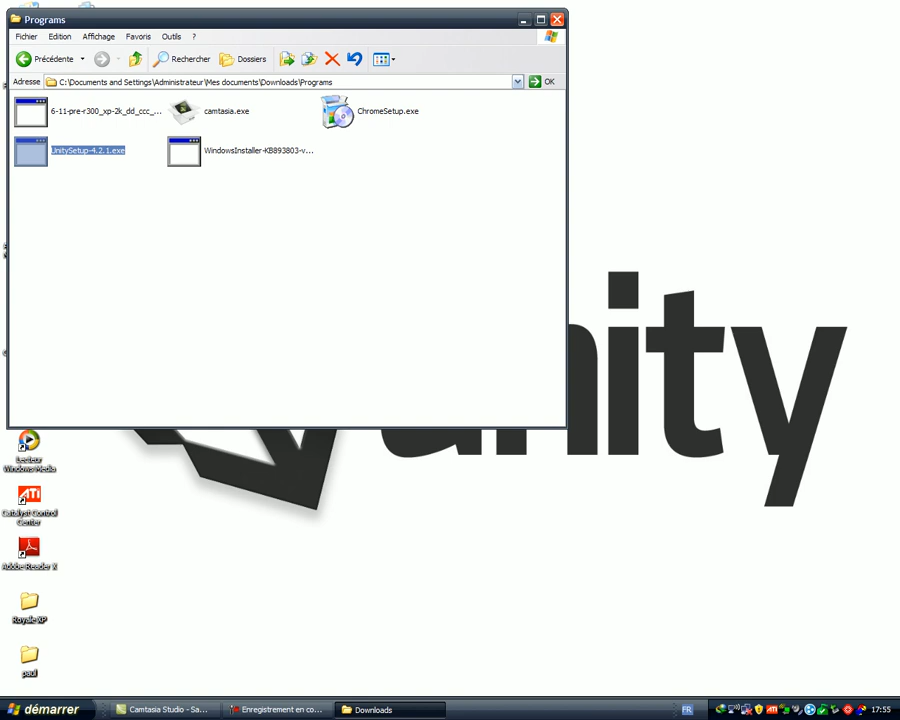 Programs
Fichier Edition Affichage Favoris Outils ?
Précédente Rechercher Dossiers
Adresse C:\Documents and Settings\Administrateur\Mes documents\Downloads\Programs OK
6-11-pre-r300_xp-2k_dd_ccc_... camtasia.exe ChromeSetup.exe
UnitySetup-4.2.1.exe WindowsInstaller-KB893803-v...
unity
Lecteur
Windows Media
ATI
Catalyst Control
Center
Adobe Reader X
Royale XP
paul
démarrer Camtasia Studio - Sa... Enregistrement en co... Downloads FR ATI 17:55